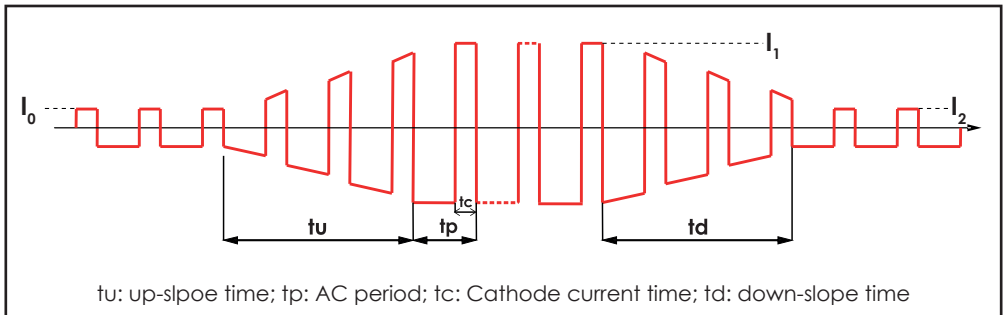 I1
I0
I2
tc
tu
tp
td
tu: up-slpoe time; tp: AC period; tc: Cathode current time; td: down-slope time